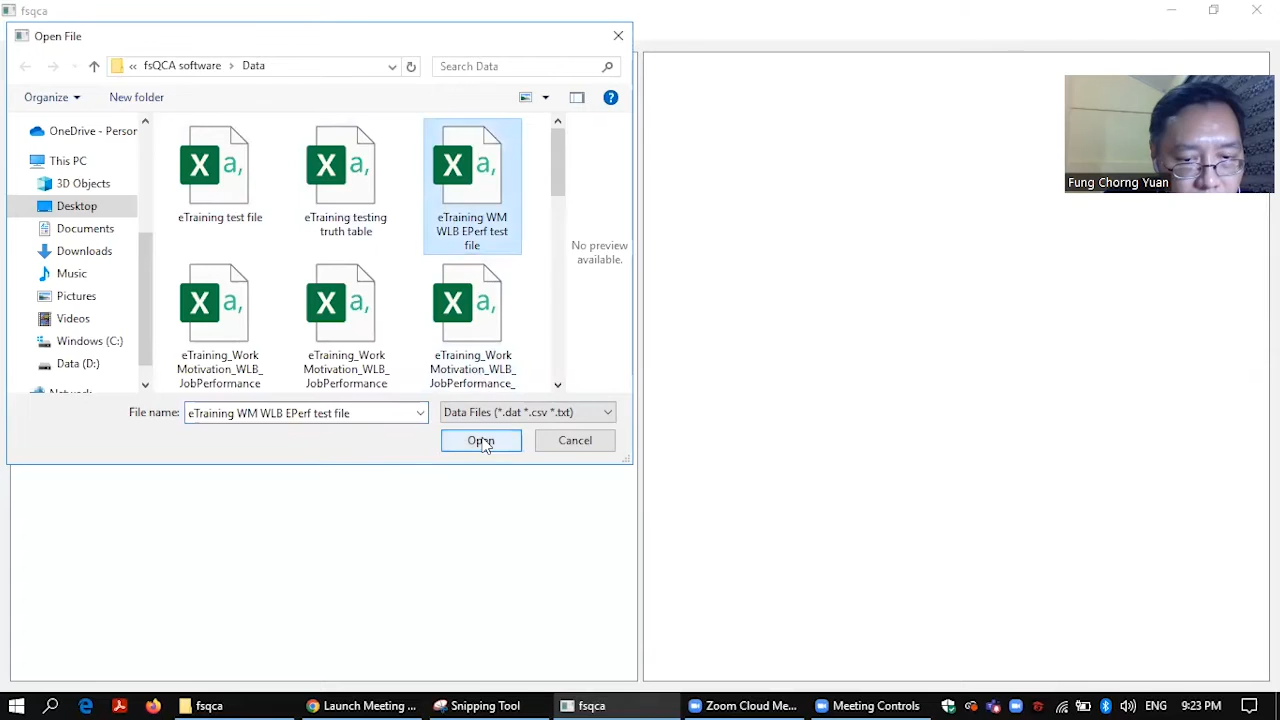 fsqca
Open File
fsQCA software
Data
Search Data
Organize
New folder
OneDrive - Person
This PC
3D Objects
Desktop
Documents
Downloads
Music
Pictures
Videos
Windows (C:)
Data (D:)
eTraining test file
eTraining testing
truth table
eTraining WM
WLB EPerf test
file
eTraining_Work
Motivation_WLB_
JobPerformance
eTraining_Work
Motivation_WLB_
JobPerformance
eTraining_Work
Motivation_WLB_
JobPerformance_
No preview
available.
File name:
eTraining WM WLB EPerf test file
Data Files (*.dat *.csv *.txt)
Open
Cancel
Fung Chorng Yuan
fsqca
Launch Meeting ...
Snipping Tool
fsqca
Zoom Cloud Me...
Meeting Controls
ENG
9:23 PM